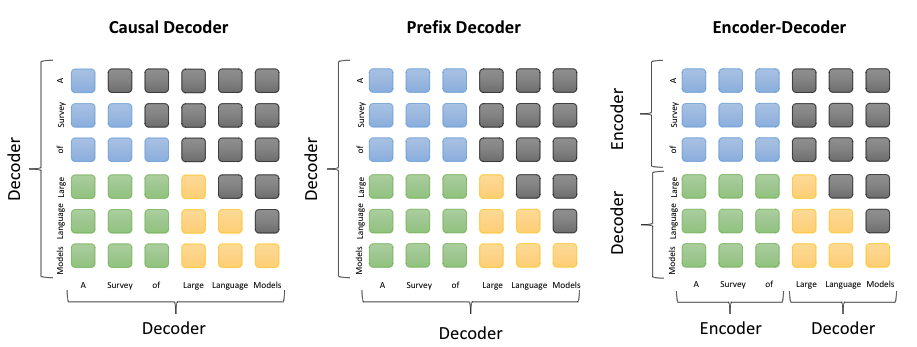 Causal Decoder
Decoder
A
Survey
of
Large
Language
Models
A Survey of Large Language Models
Decoder
Prefix Decoder
Decoder
A
Survey
of
Large
Language
Models
A Survey of Large Language Models
Decoder
Encoder-Decoder
Encoder
Decoder
A
Survey
of
Large
Language
Models
A Survey of Large Language Models
Encoder Decoder